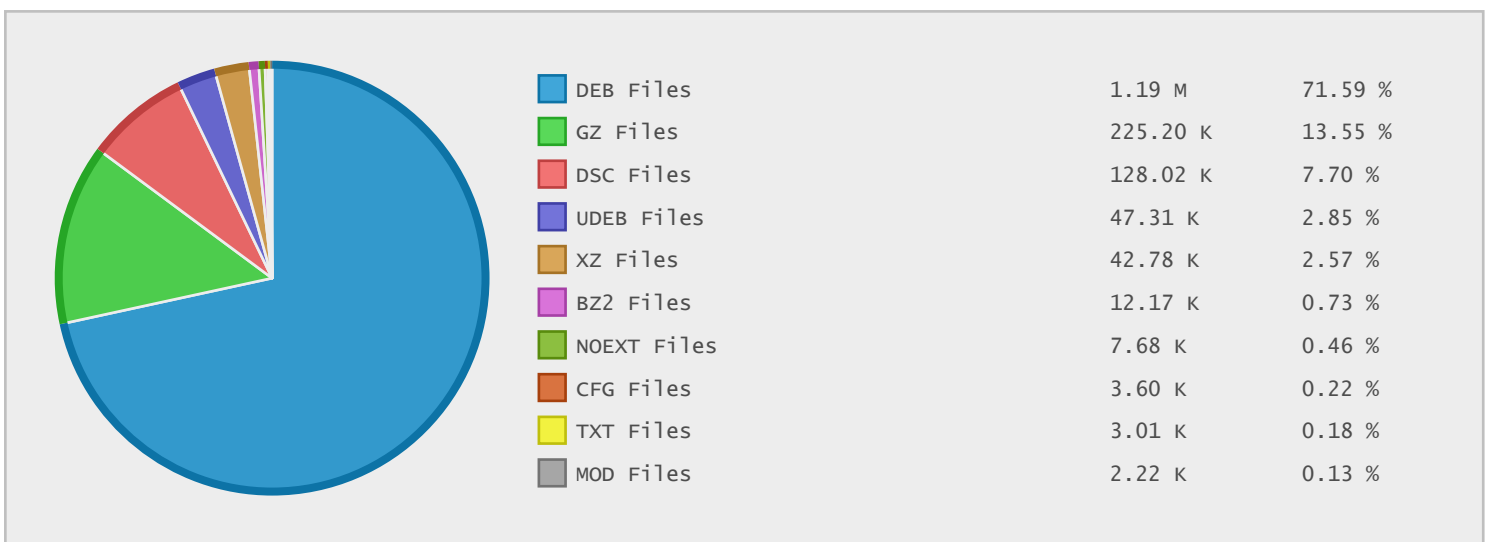 DEB Files 1.19 M 71.59 %
GZ Files 225.20 K 13.55 %
DSC Files 128.02 K 7.70 %
UDEB Files 47.31 K 2.85 %
XZ Files 42.78 K 2.57 %
BZ2 Files 12.17 K 0.73 %
NOEXT Files 7.68 K 0.46 %
CFG Files 3.60 K 0.22 %
TXT Files 3.01 K 0.18 %
MOD Files 2.22 K 0.13 %